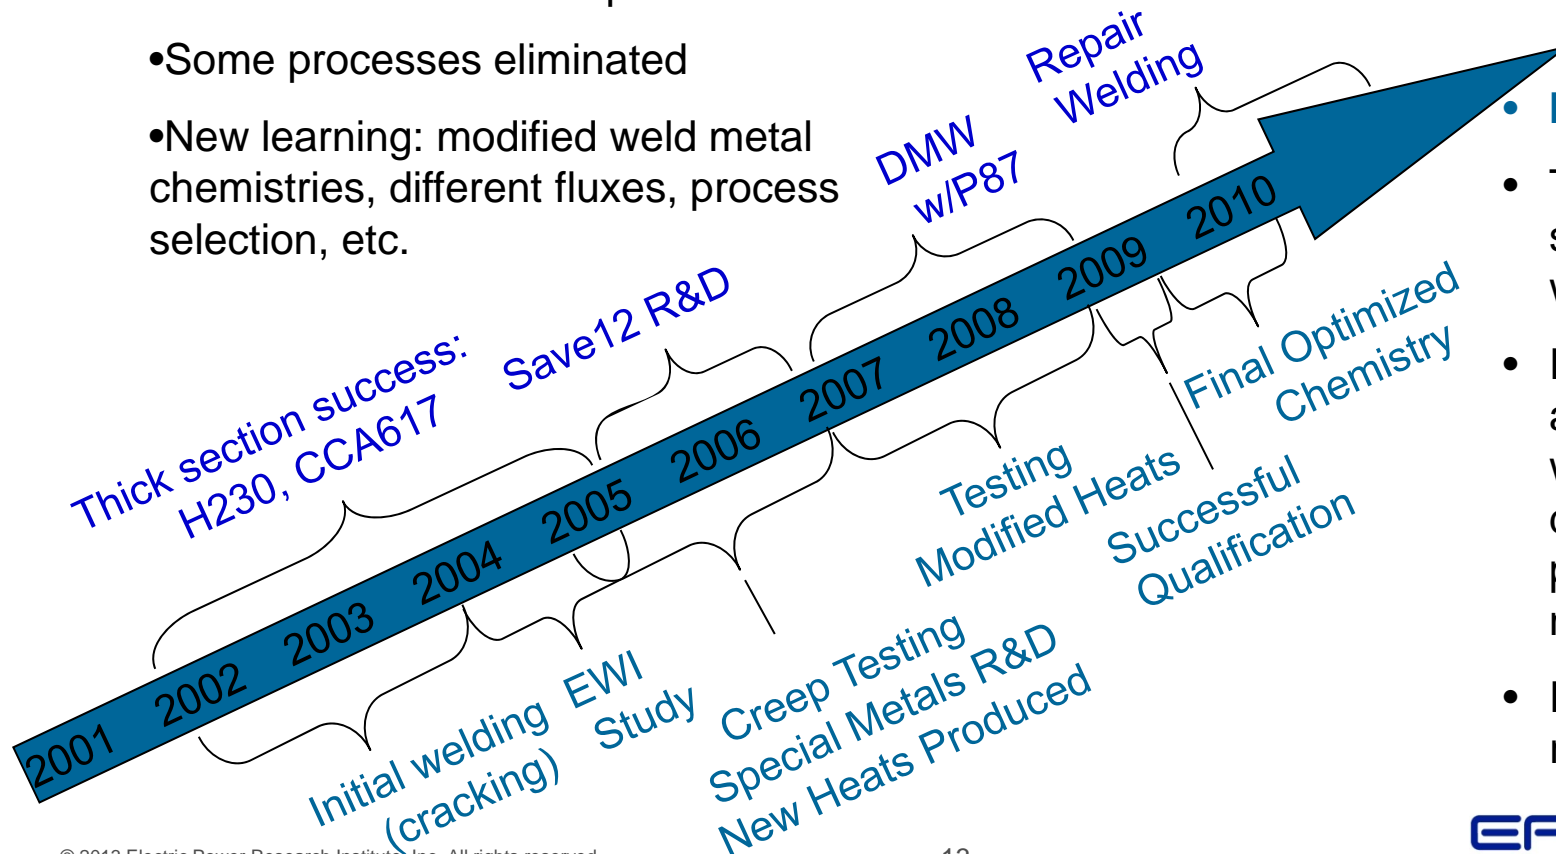 •Some processes eliminated
•New learning: modified weld metal
chemistries, different fluxes, process
selection, etc.
Repair
Welding
DMW
w/P87
Save12 R&D
Thick section success:
H230, CCA617
2001
2002
2003
2004
2005
2006
2007
2008
2009
2010
Initial welding
(cracking)
EWI
Study
Creep Testing
Special Metals R&D
New Heats Produced
Testing
Modified Heats
Successful
Qualification
Final Optimized
Chemistry